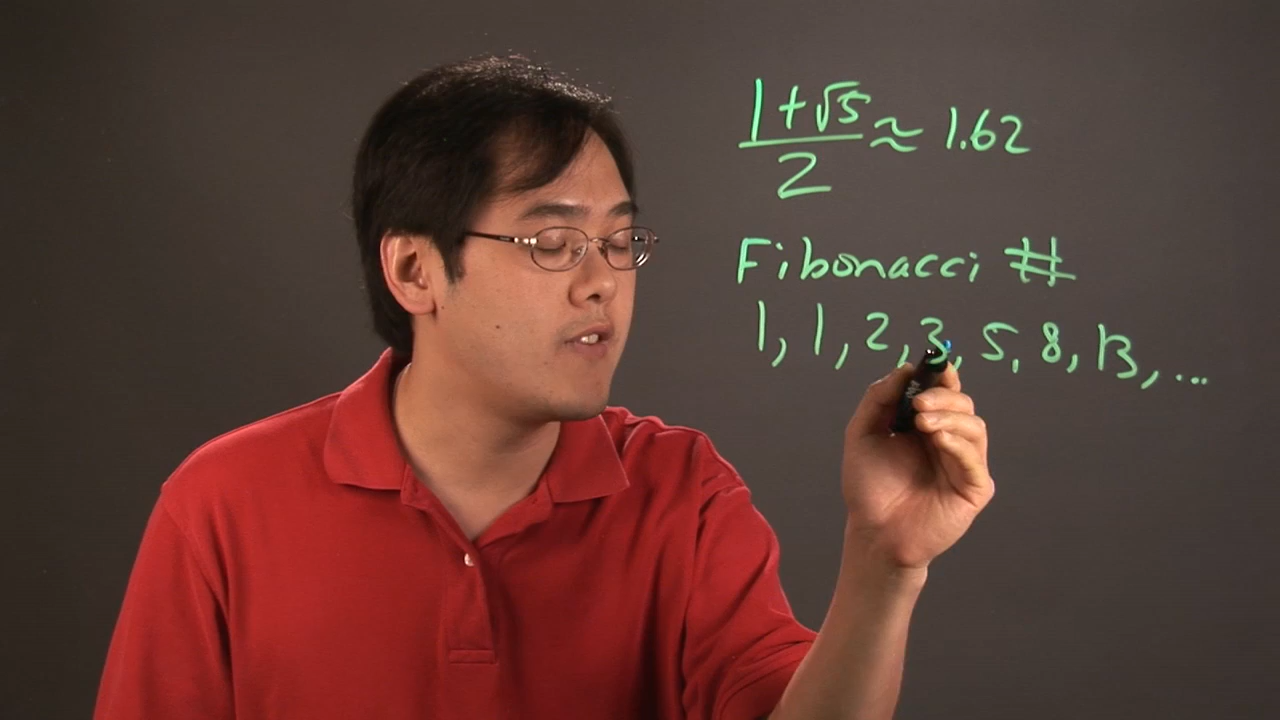 1+√5
2 ≈ 1.62
Fibonacci #
1, 1, 2, 3, 5, 8, 13, ...